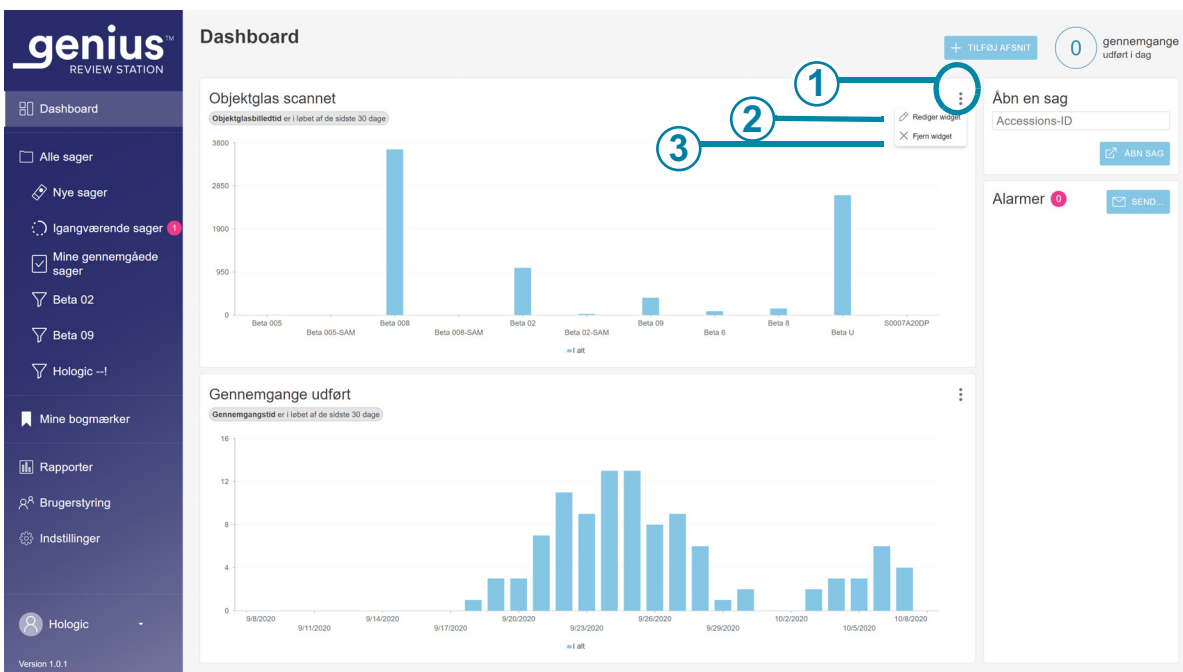 genius™
REVIEW STATION
Dashboard
Alle sager
Nye sager
Igangværende sager 1
Mine gennemgåede
sager
Beta 02
Beta 09
Hologic --!
Mine bogmærker
Rapporter
Brugerstyring
Indstillinger
Hologic
Version 1.0.1
Dashboard
+ TILFØJ AFSNIT
0
gennemgange
udført i dag
1
2
3
Objektglas scannet
Objektglasbilledtid er i løbet af de sidste 30 dage
Rediger widget
Fjern widget
3800
2850
1900
950
0
Beta 005
Beta 005-SAM
Beta 008
Beta 008-SAM
Beta 02
Beta 02-SAM
Beta 09
Beta 6
Beta 8
Beta U
S0007A20DP
I alt
Gennemgange udført
Gennemgangstid er i løbet af de sidste 30 dage
16
12
8
4
0
9/8/2020
9/11/2020
9/14/2020
9/17/2020
9/20/2020
9/23/2020
9/26/2020
9/29/2020
10/2/2020
10/5/2020
10/8/2020
I alt
Åbn en sag
Accessions-ID
ÅBN SAG
Alarmer 0
SEND...